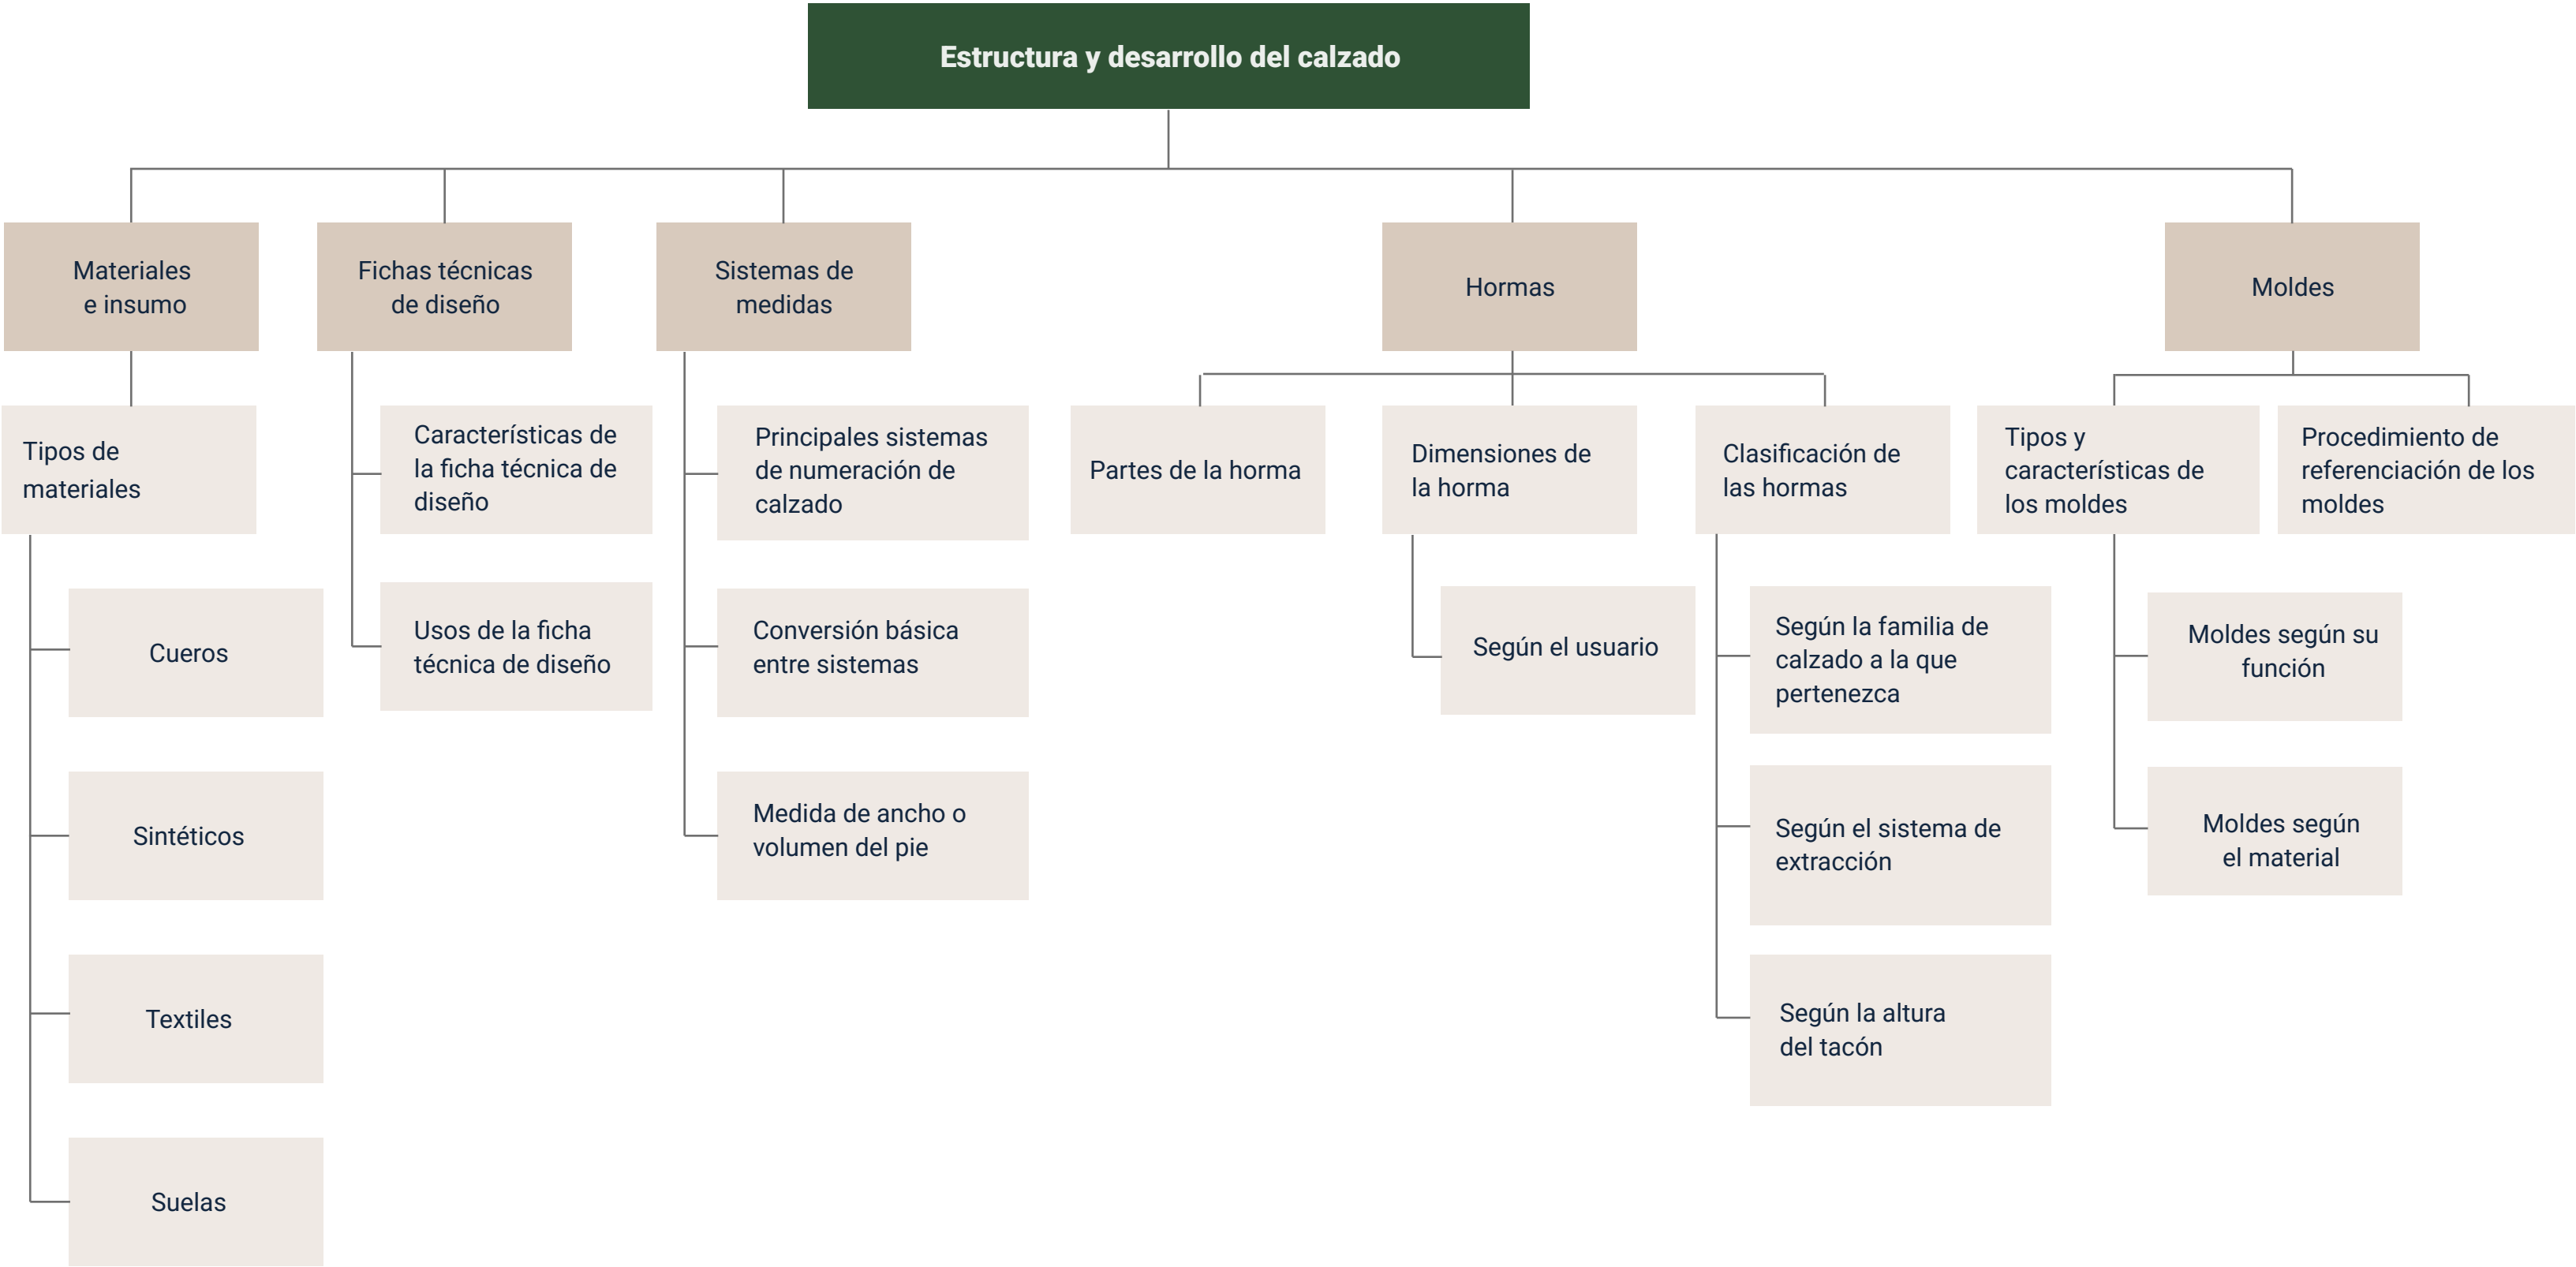 Estructura y desarrollo del calzado
Materiales
e insumo
Fichas técnicas
de diseño
Sistemas de
medidas
Hormas
Moldes
Tipos de
materiales
Cueros
Sintéticos
Textiles
Suelas
Características de
la ficha técnica de
diseño
Usos de la ficha
técnica de diseño
Principales sistemas
de numeración de
calzado
Conversión básica
entre sistemas
Medida de ancho o
volumen del pie
Partes de la horma
Dimensiones de
la horma
Según el usuario
Clasificación de
las hormas
Según la familia de
calzado a la que
pertenezca
Según el sistema de
extracción
Según la altura
del tacón
Tipos y
características de
los moldes
Moldes según su
función
Moldes según
el material
Procedimiento de
referenciación de los
moldes